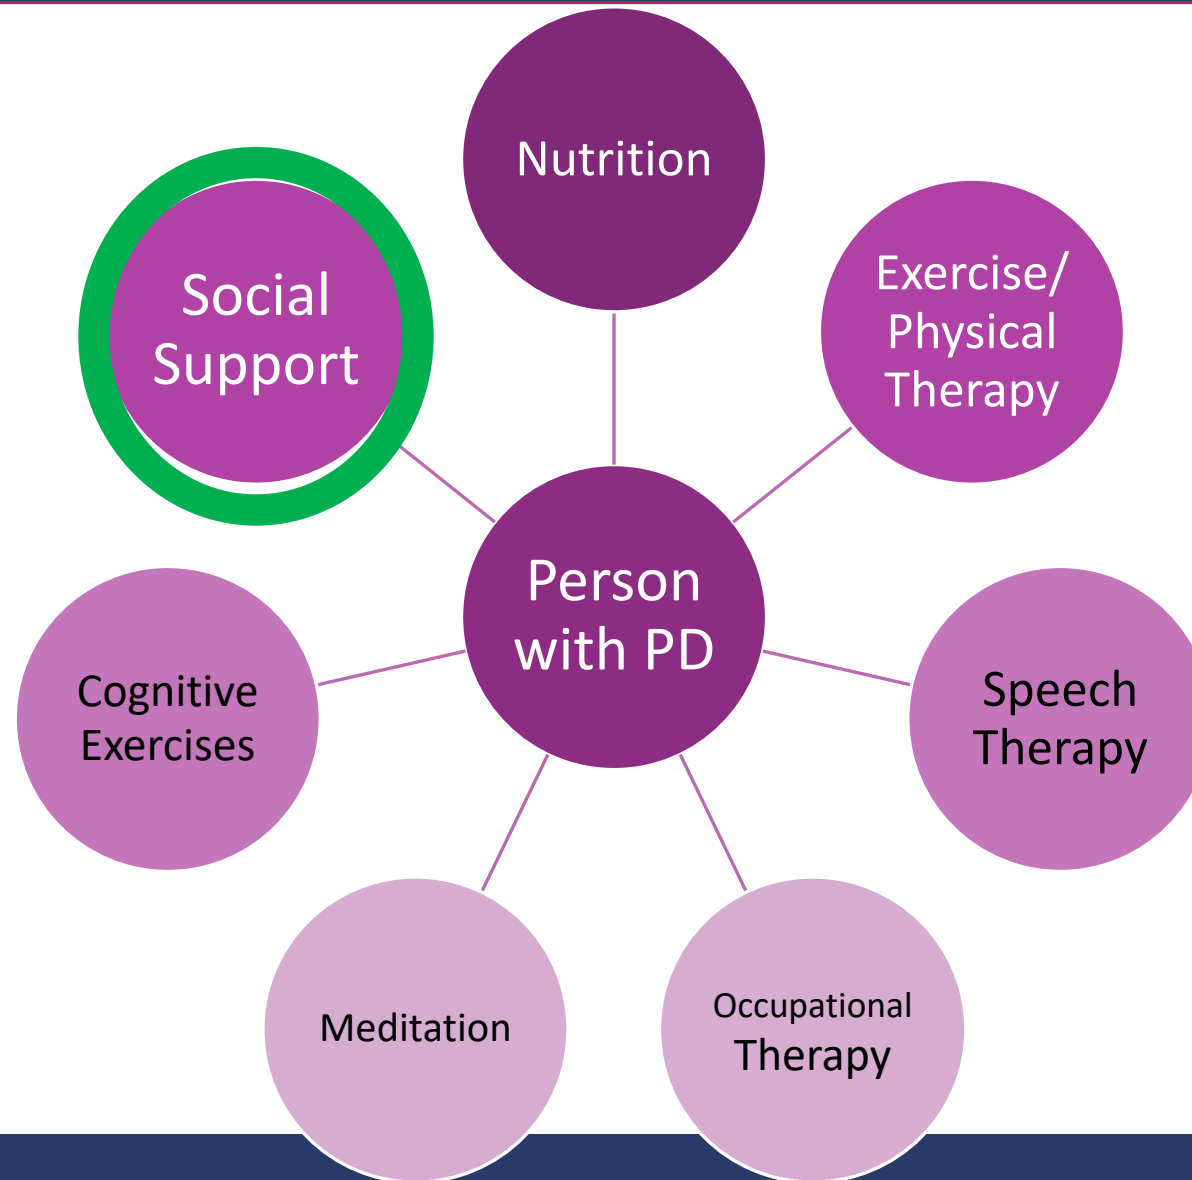 Nutrition
Exercise/
Physical
Therapy
Speech
Therapy
Occupational
Therapy
Meditation
Cognitive
Exercises
Social
Support
Person
with PD